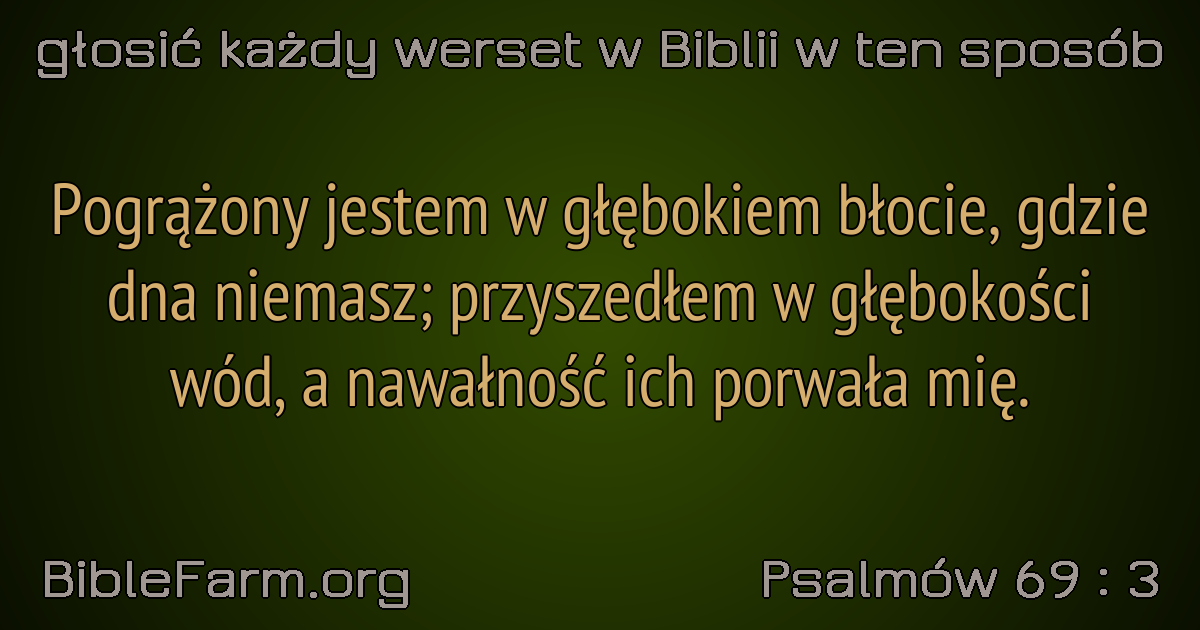 głosić każdy werset w Biblii w ten sposób
Pogrążony jestem w głębokiem błocie, gdzie
dna niemasz; przyszedłem w głębokości
wód, a nawałność ich porwała mię.
BibleFarm.org
Psalmów 69 : 3